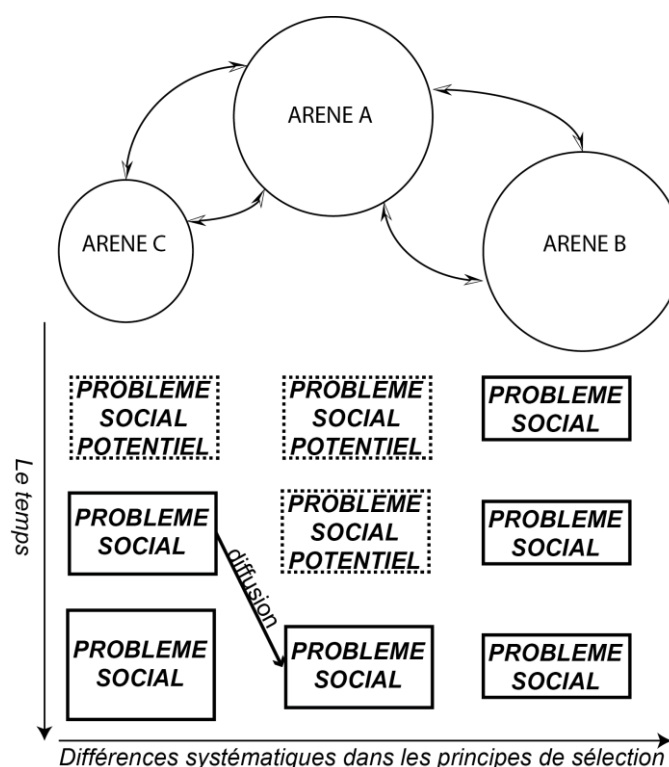 ARENE A
ARENE C
ARENE B
PROBLEME
SOCIAL
POTENTIEL
PROBLEME
SOCIAL
POTENTIEL
PROBLEME
SOCIAL
Le temps
PROBLEME
SOCIAL
diffusion
PROBLEME
SOCIAL
POTENTIEL
PROBLEME
SOCIAL
PROBLEME
SOCIAL
PROBLEME
SOCIAL
PROBLEME
SOCIAL
Différences systématiques dans les principes de sélection